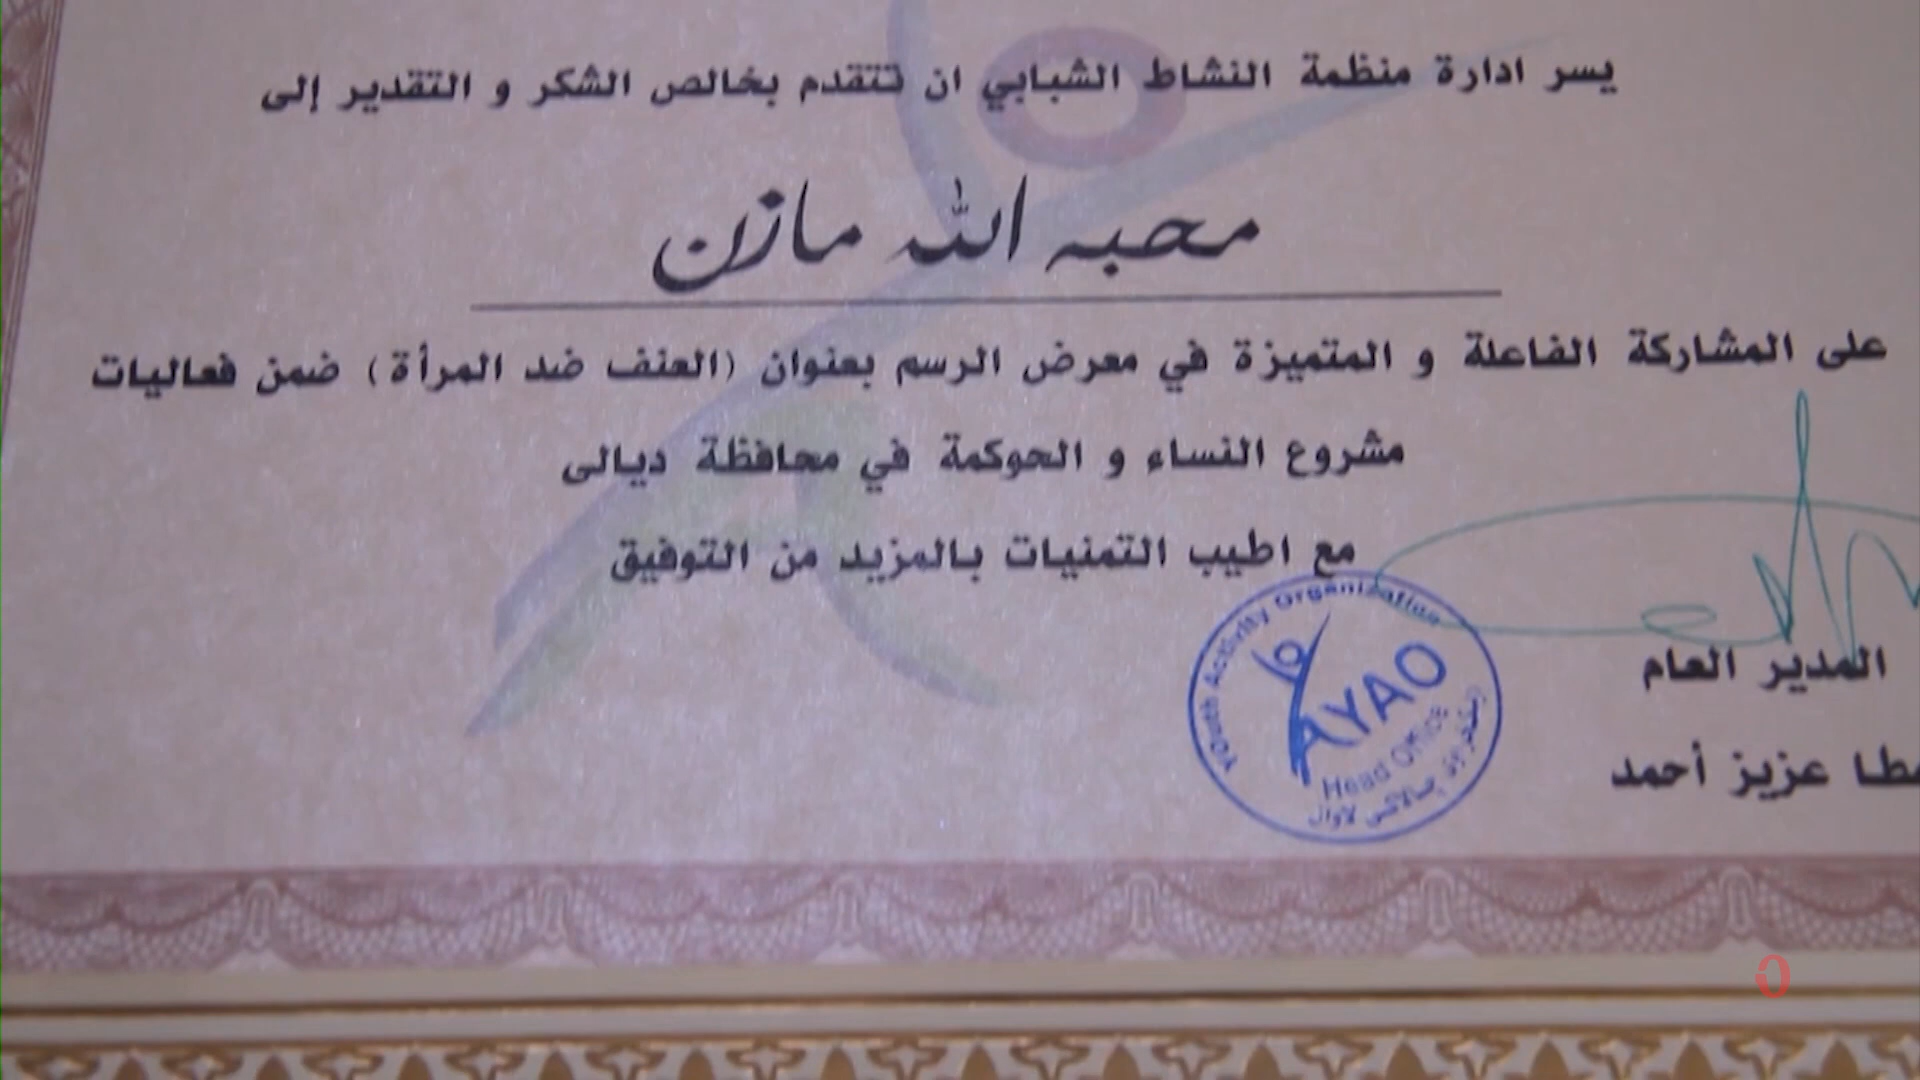 يسر ادارة منظمة النشاط الشبابي ان تتقدم بخالص الشكر و التقدير إلى
محبه الله مازن
على المشاركة الفاعلة و المتميزة في معرض الرسم بعنوان (العنف ضد المرأة) ضمن فعاليات
مشروع النساء و الحوكمة في محافظة ديالى
مع اطيب التمنيات بالمزيد من التوفيق
Youth Activity Organization
AYAO
Head Office
المدير العام
عزيز أحمد